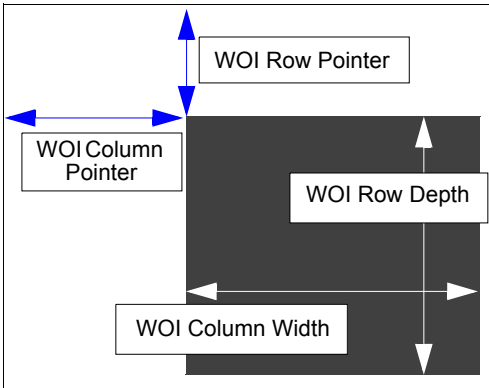 WOI Row Pointer
WOI Column
Pointer
WOI Row Depth
WOI Column Width